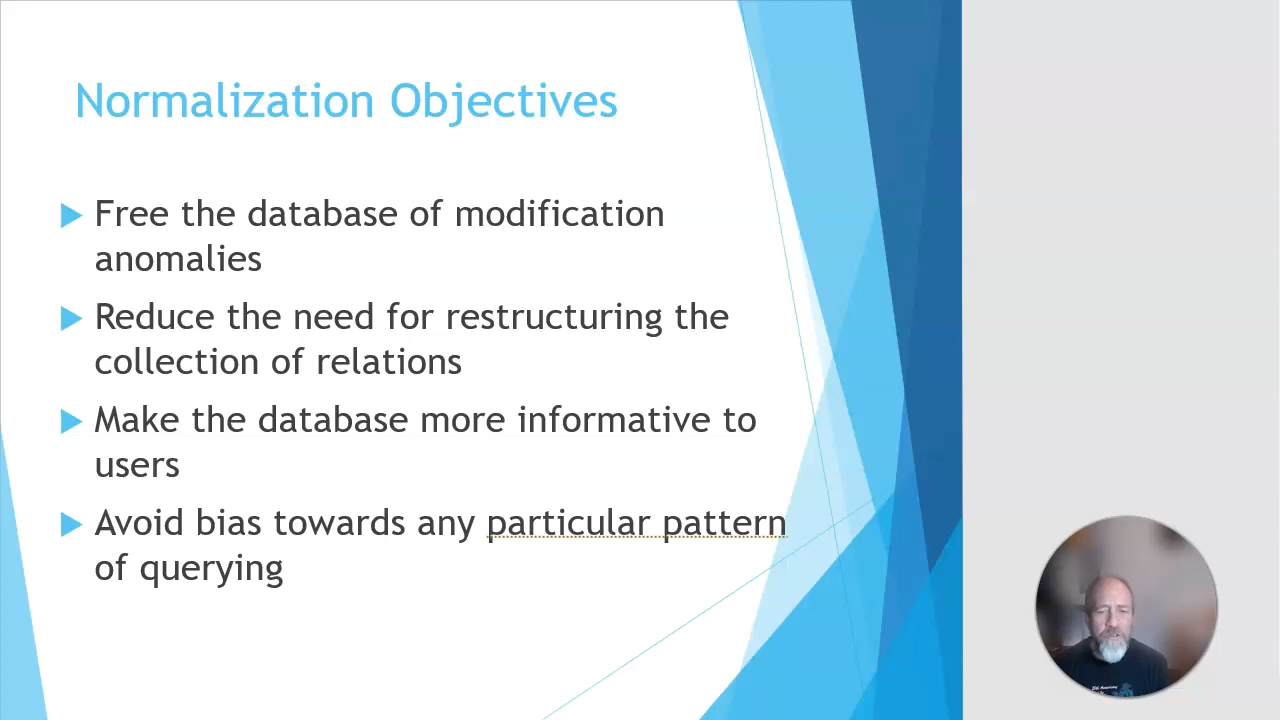 Normalization Objectives
Free the database of modification
anomalies
Reduce the need for restructuring the
collection of relations
Make the database more informative to
users
Avoid bias towards any particular pattern
of querying